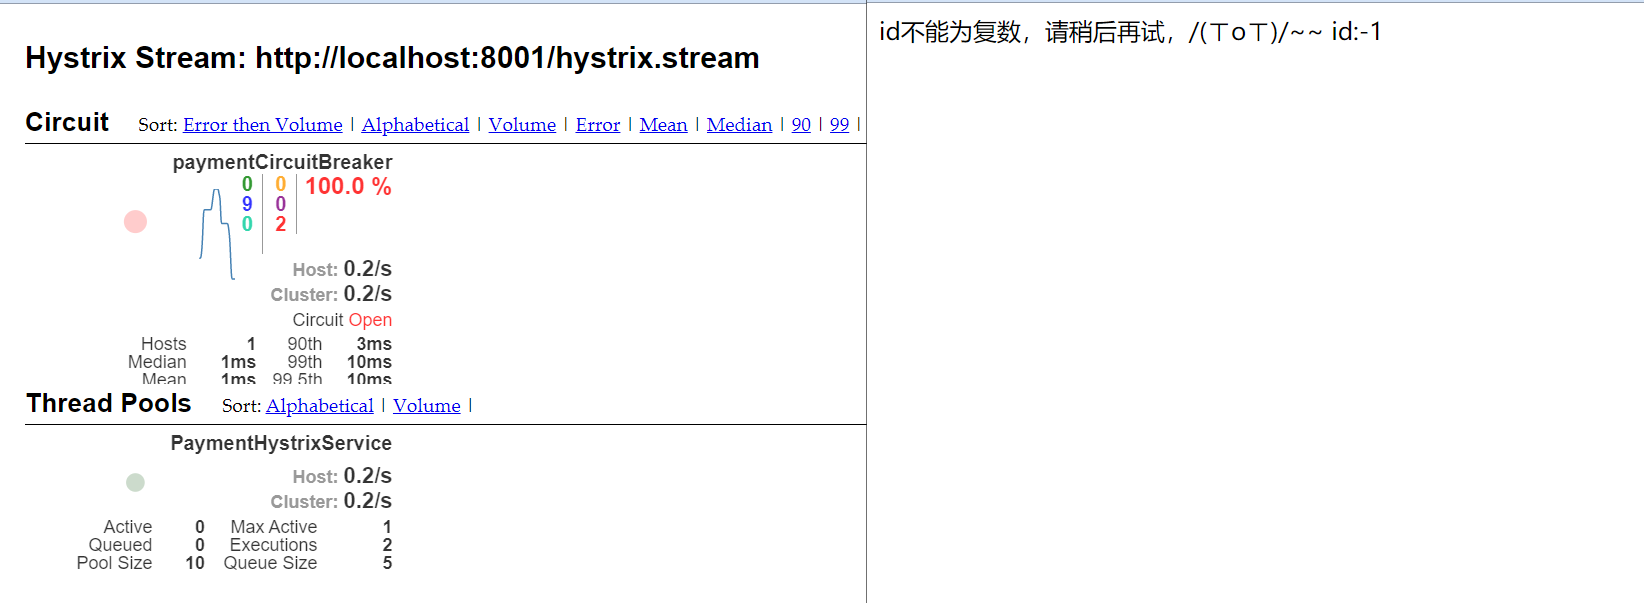 Hystrix Stream: http://localhost:8001/hystrix.stream
Circuit Sort: Error then Volume | Alphabetical | Volume | Error | Mean | Median | 90 | 99 |
paymentCircuitBreaker
0 0 100.0 %
9 0
0 2
Host: 0.2/s
Cluster: 0.2/s
Circuit Open
Hosts 1 90th 3ms
Median 1ms 99th 10ms
Mean 1ms 99.5th 10ms
Thread Pools Sort: Alphabetical | Volume |
PaymentHystrixService
Host: 0.2/s
Cluster: 0.2/s
Active 0 Max Active 1
Queued 0 Executions 2
Pool Size 10 Queue Size 5
id不能为复数，请稍后再试，/(ㄒoㄒ)/~~ id:-1